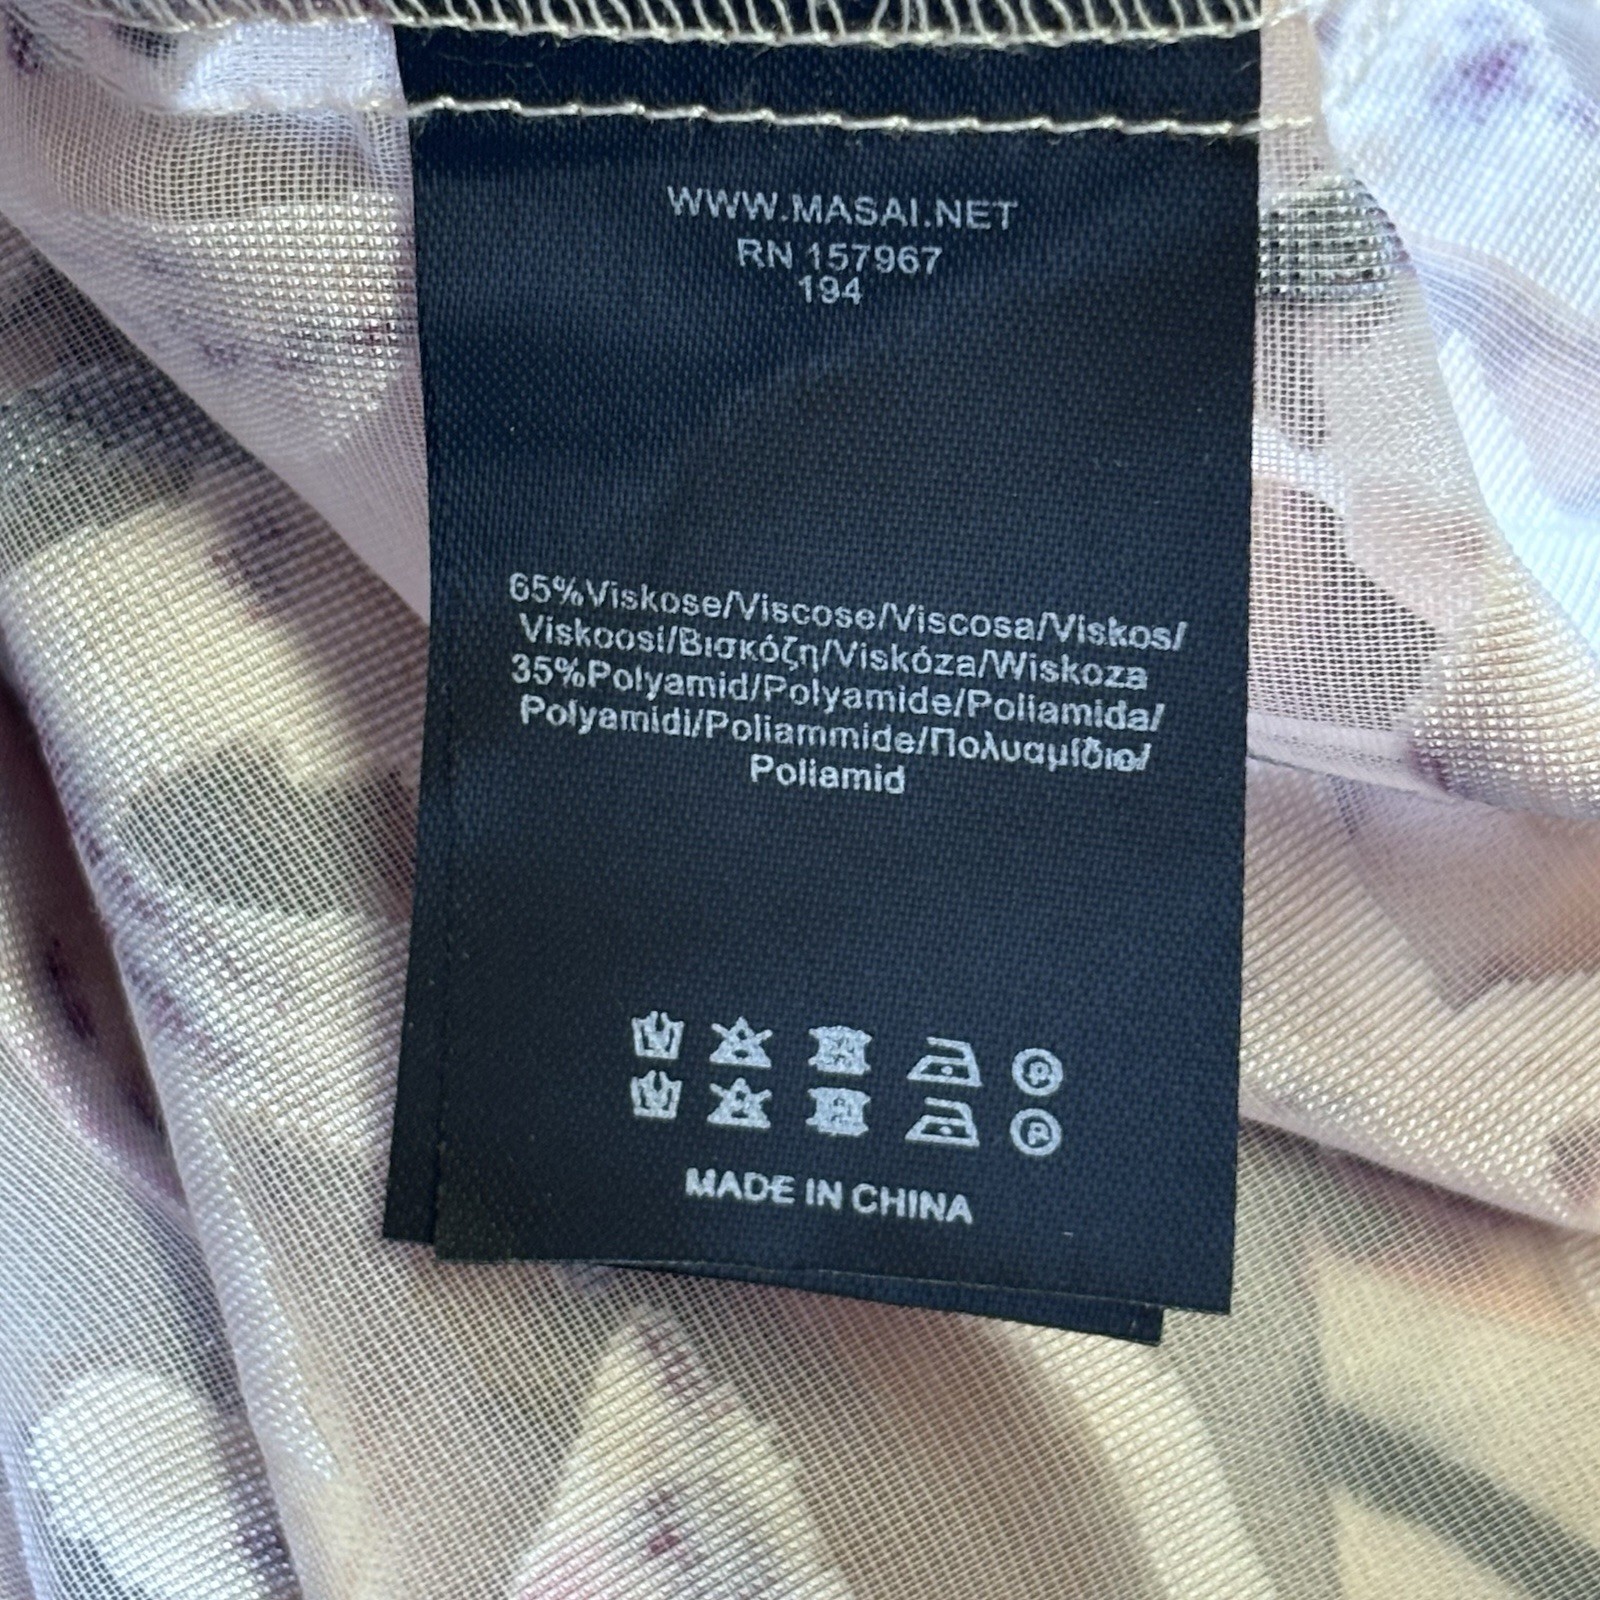 WWW.MASAI.NET
RN 157967
194
65%Viskose/Viscose/Viscosa/Viskos/
Viskoosi/Βισκόζη/Viskóza/Wiskoza
35%Polyamid/Polyamide/Poliamida/
Polyamidi/Poliammide/Πολυαμίδιο/
Poliamid
P
P
MADE IN CHINA